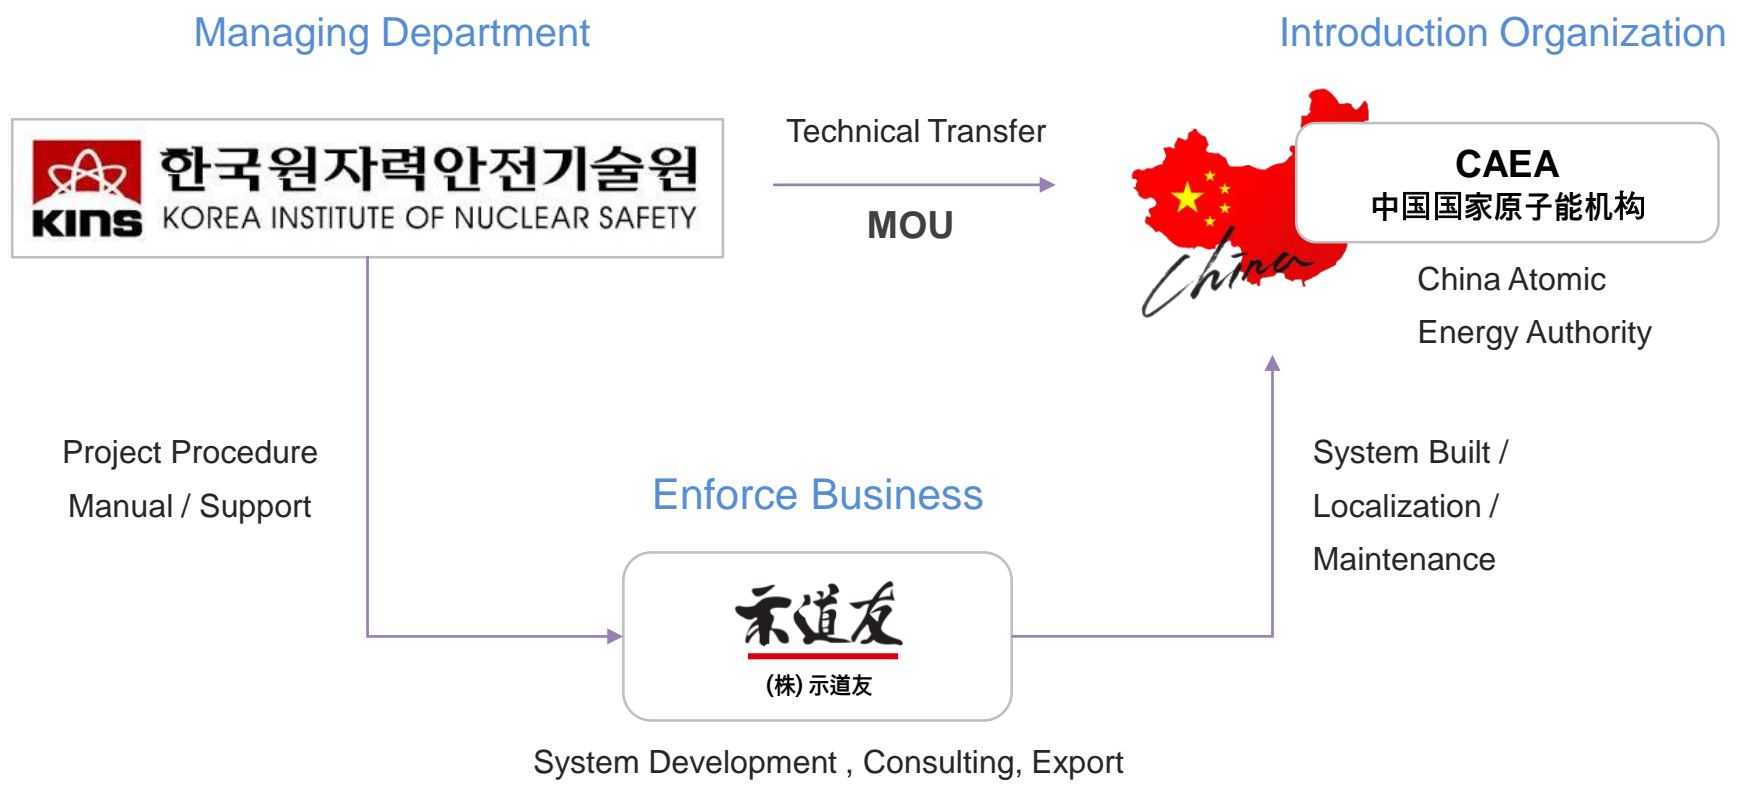 Managing Department
Introduction Organization
KINS
한국원자력안전기술원
KOREA INSTITUTE OF NUCLEAR SAFETY
Technical Transfer
MOU
China
CAEA
中国国家原子能机构
China Atomic
Energy Authority
Project Procedure
Manual / Support
Enforce Business
示道友
(株) 示道友
System Development , Consulting, Export
System Built /
Localization /
Maintenance